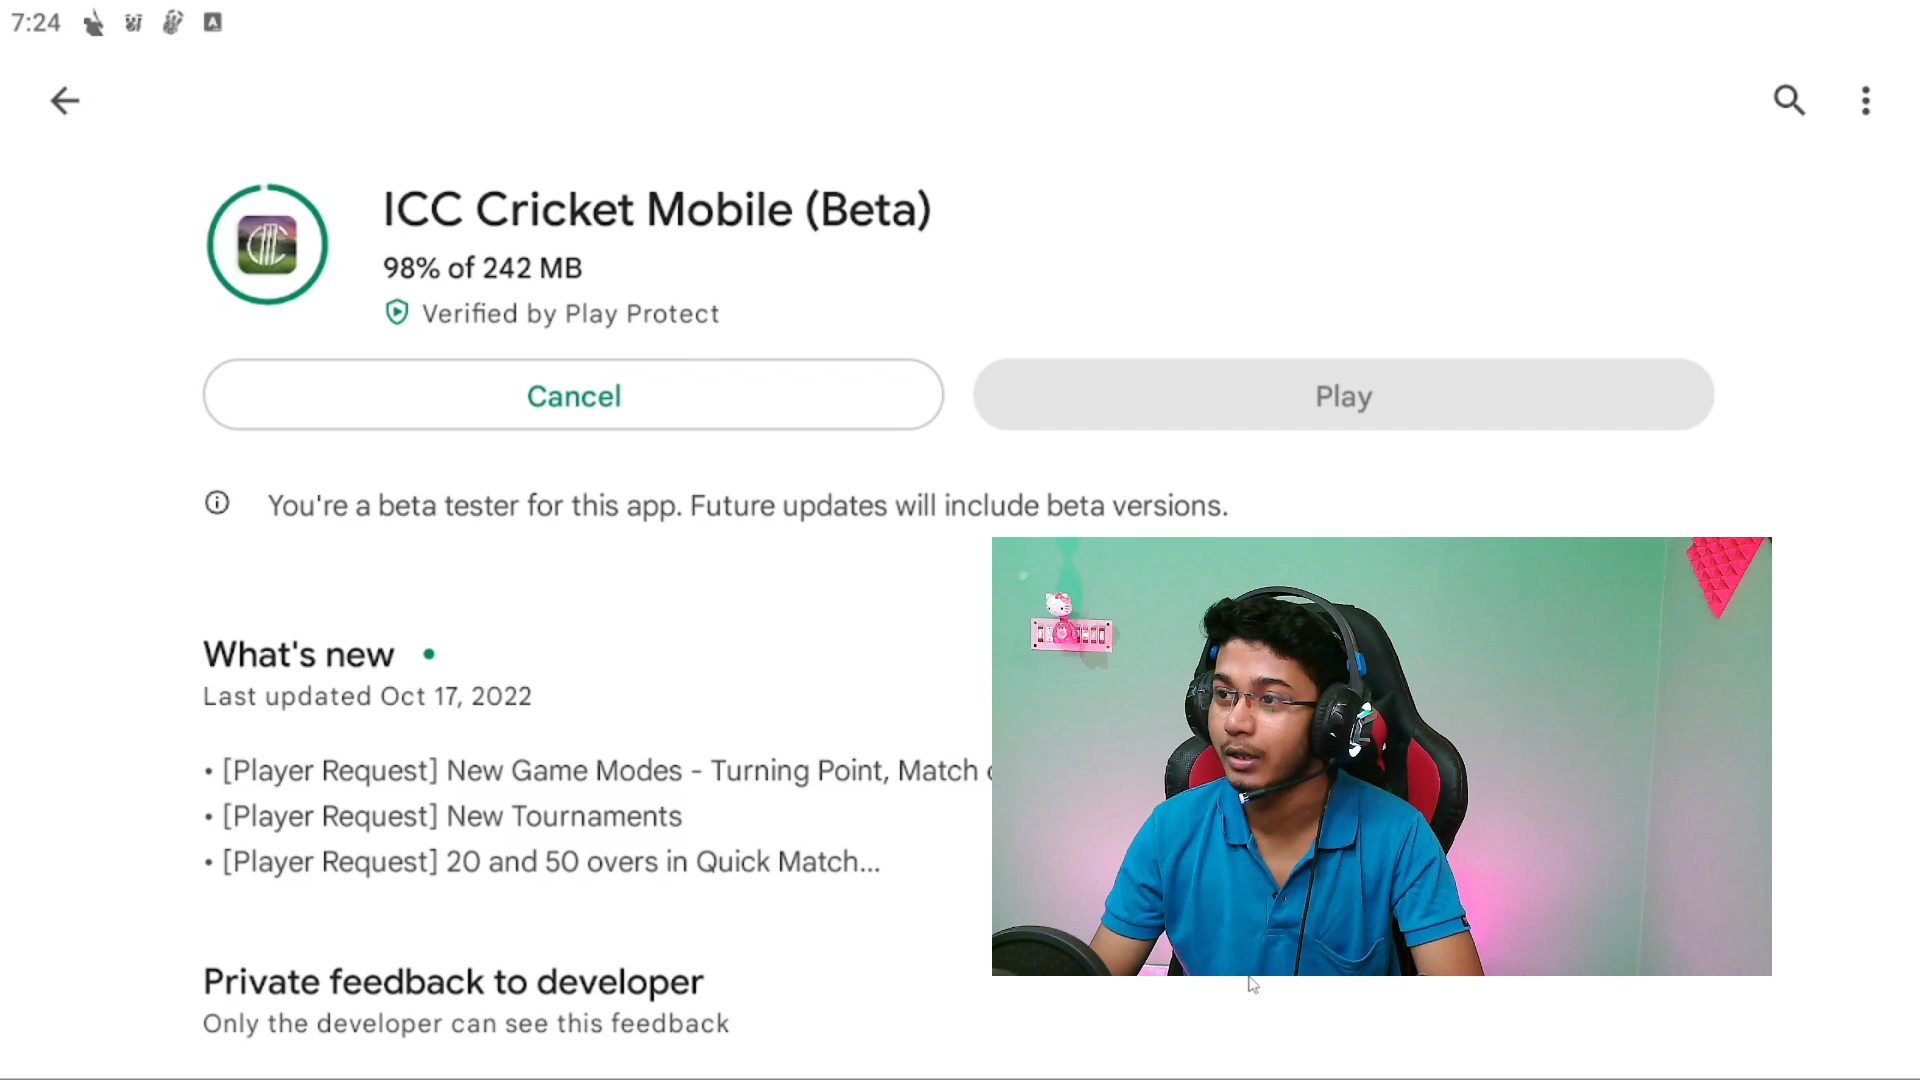 7:24
ICC Cricket Mobile (Beta)
98% of 242 MB
Verified by Play Protect
Cancel
Play
You're a beta tester for this app. Future updates will include beta versions.
What's new
Last updated Oct 17, 2022
• [Player Request] New Game Modes - Turning Point, Match
• [Player Request] New Tournaments
• [Player Request] 20 and 50 overs in Quick Match...
Private feedback to developer
Only the developer can see this feedback